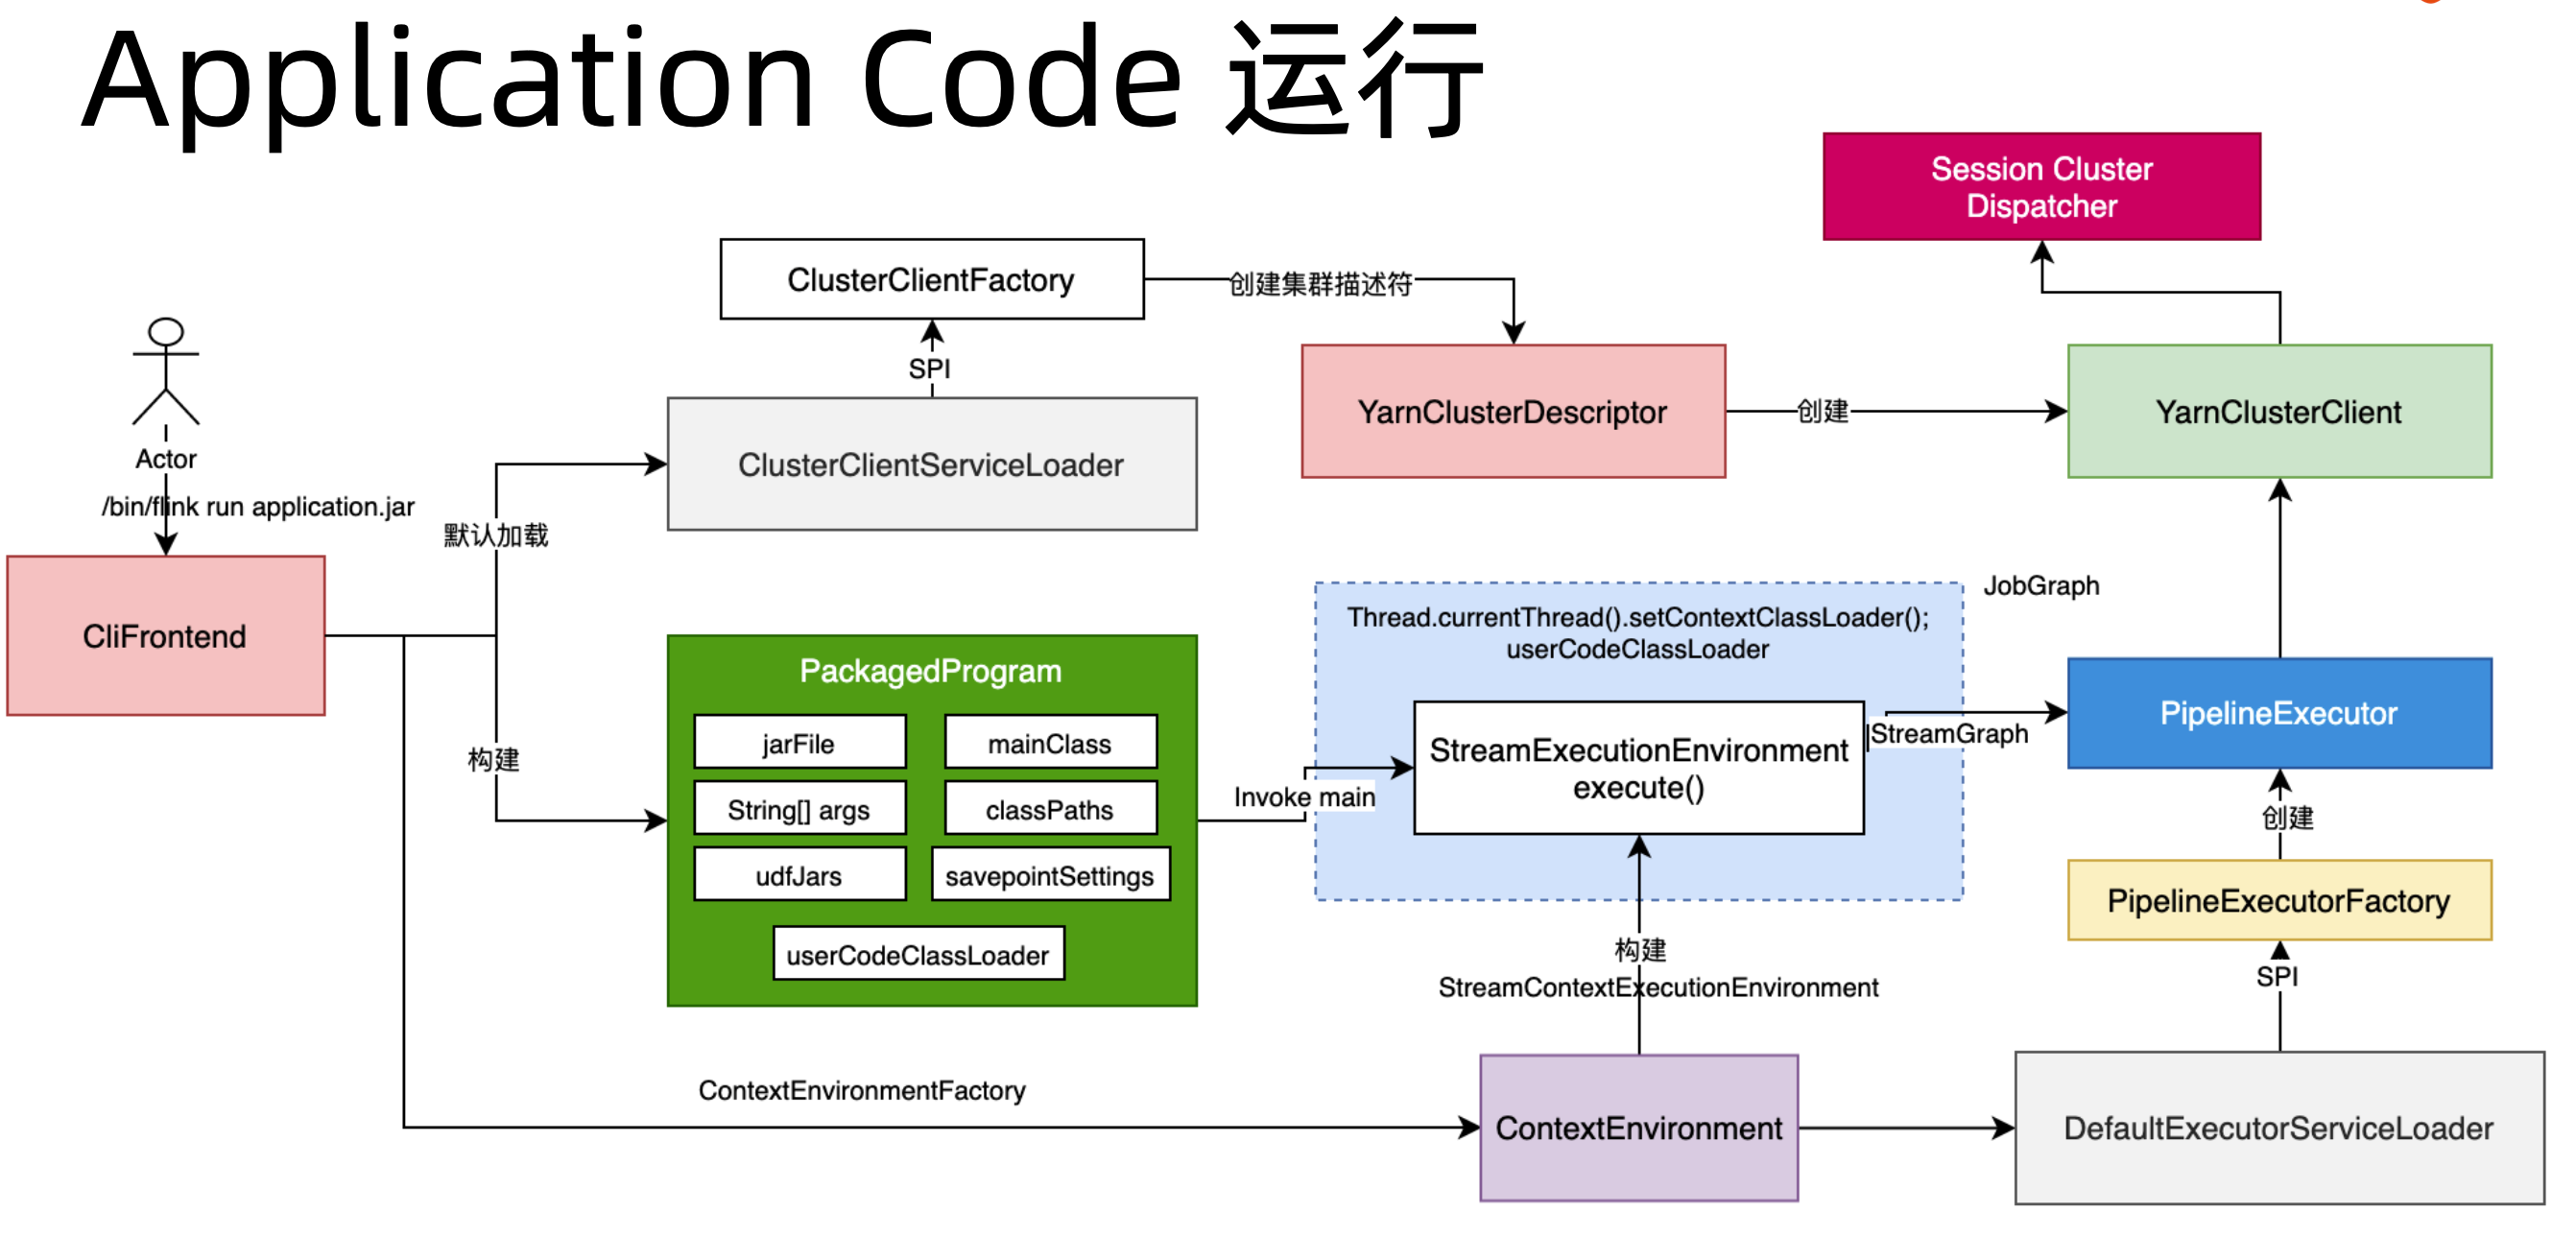 Application Code 运行
Session Cluster
Dispatcher
ClusterClientFactory
创建集群描述符
SPI
Actor
/bin/flink run application.jar
YarnClusterDescriptor
创建
YarnClusterClient
ClusterClientServiceLoader
默认加载
CliFrontend
构建
PackagedProgram
jarFile
mainClass
String[] args
classPaths
udfJars
savepointSettings
userCodeClassLoader
Invoke main
Thread.currentThread().setContextClassLoader();
userCodeClassLoader
StreamExecutionEnvironment
execute()
JobGraph
StreamGraph
PipelineExecutor
创建
PipelineExecutorFactory
SPI
构建
StreamContextExecutionEnvironment
ContextEnvironmentFactory
ContextEnvironment
DefaultExecutorServiceLoader